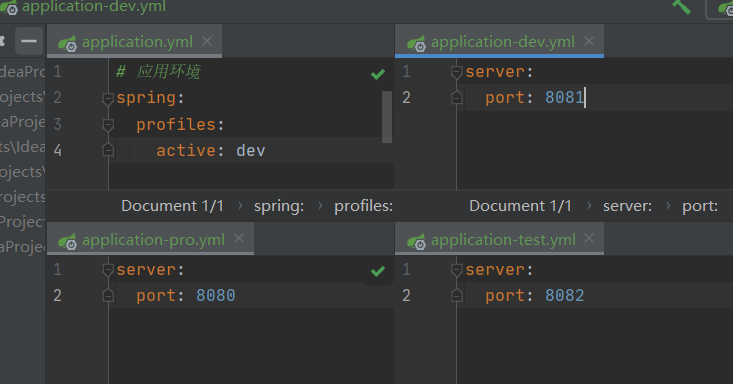 application-dev.yml
application.yml
1 # 应用环境
2 spring:
3 profiles:
4 active: dev
Document 1/1 › spring: › profiles:
application-dev.yml
1 server:
2 port: 8081
Document 1/1 › server: › port:
application-pro.yml
1 server:
2 port: 8080
application-test.yml
1 server:
2 port: 8082
IdeaPro
rojects\
eaProje
ts\Idea
rojects\
rojects
Project
aProjec